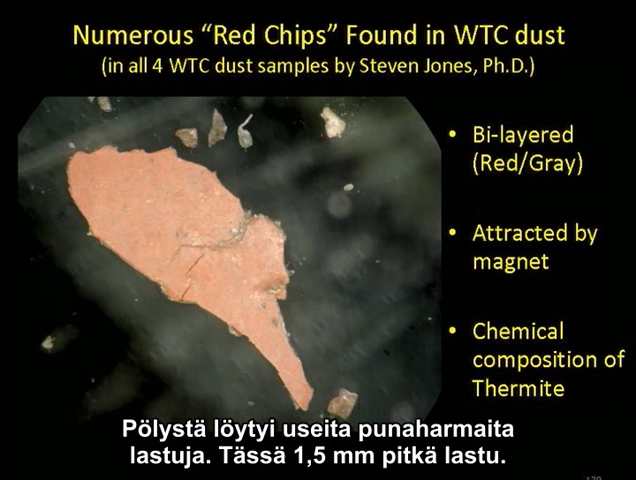 Numerous “Red Chips” Found in WTC dust
(in all 4 WTC dust samples by Steven Jones, Ph.D.)
• Bi-layered
(Red/Gray)
• Attracted by
magnet
• Chemical
composition of
Thermite
Pölystä löytyi useita punaharmaita
lastuja. Tässä 1,5 mm pitkä lastu.